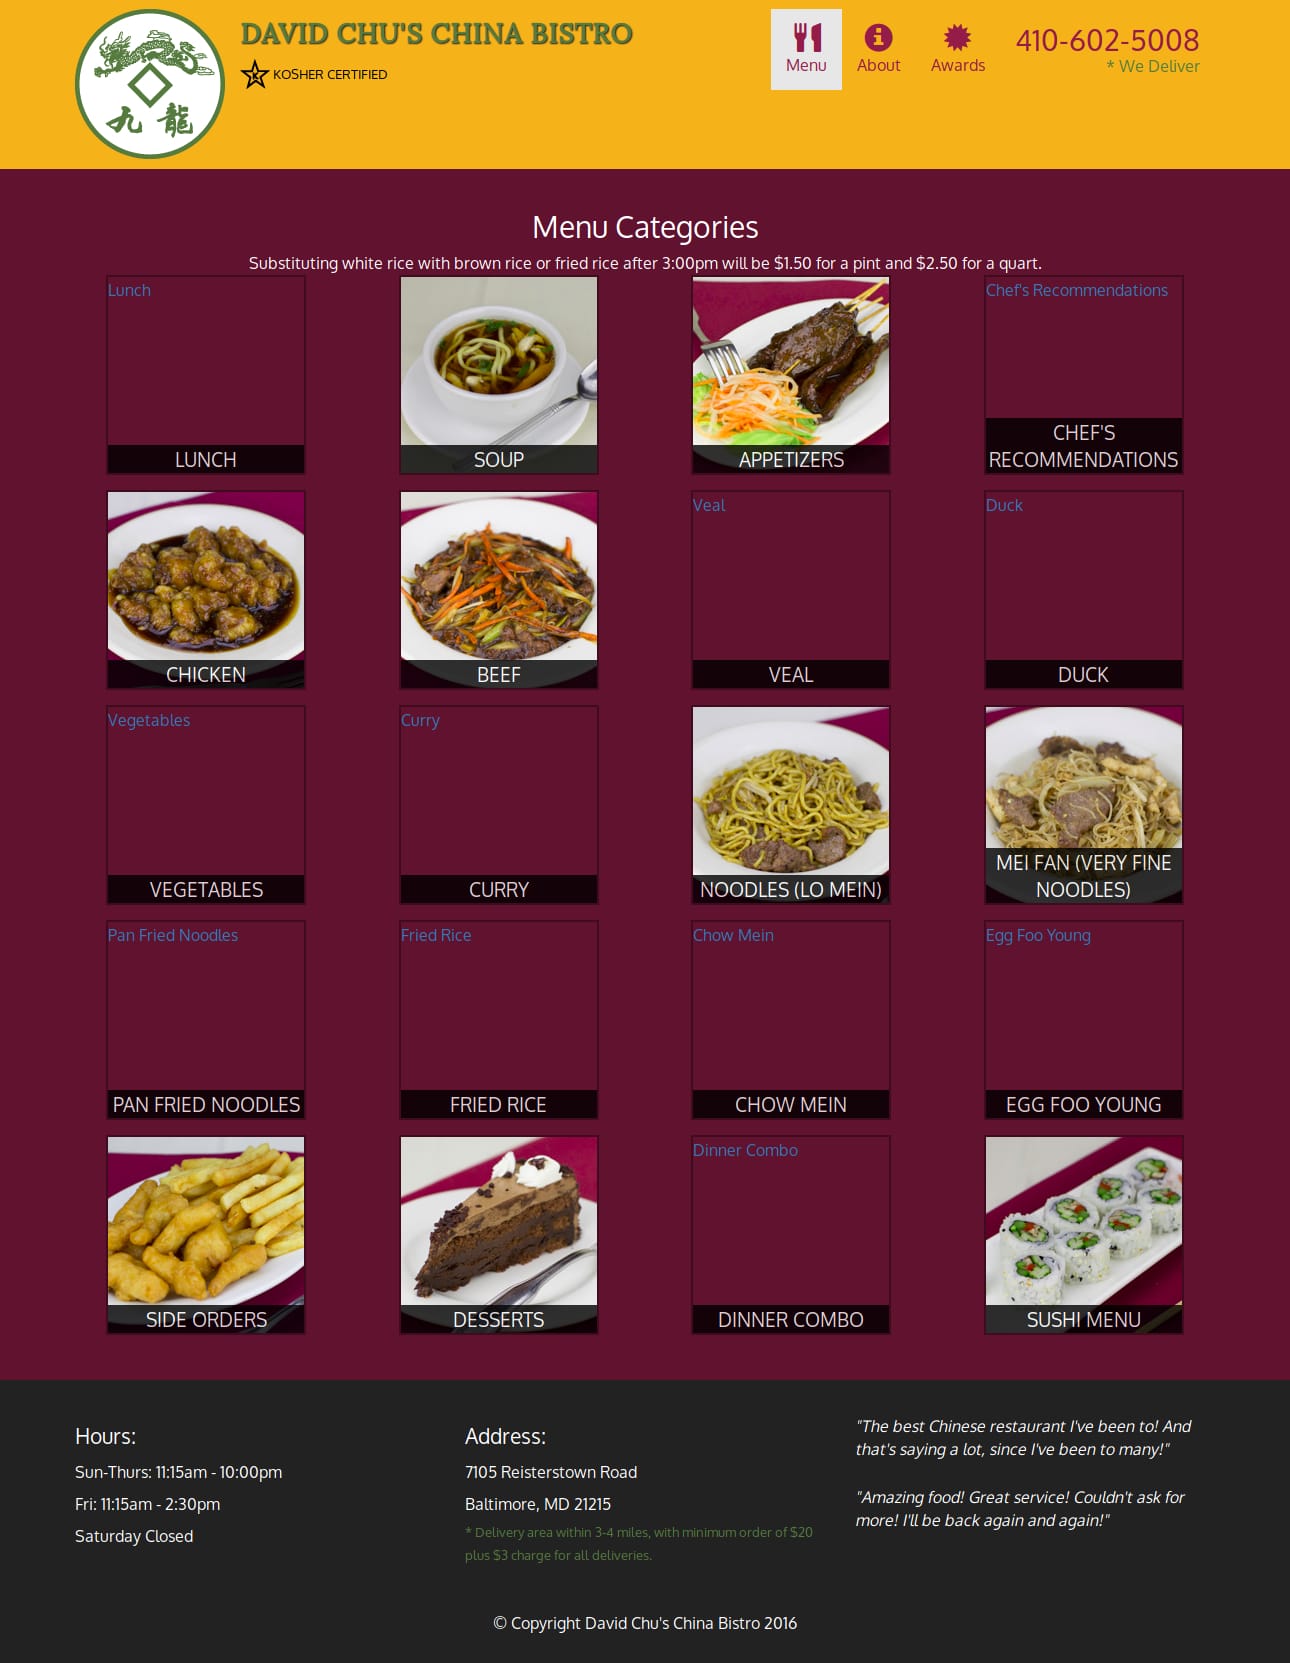 DAVID CHU'S CHINA BISTRO
K KOSHER CERTIFIED
九龍
Menu
About
Awards
410-602-5008
* We Deliver
Menu Categories
Substituting white rice with brown rice or fried rice after 3:00pm will be $1.50 for a pint and $2.50 for a quart.
Lunch
LUNCH
SOUP
APPETIZERS
Chef's Recommendations
CHEF'S
RECOMMENDATIONS
CHICKEN
BEEF
Veal
VEAL
Duck
DUCK
Vegetables
VEGETABLES
Curry
CURRY
NOODLES (LO MEIN)
MEI FAN (VERY FINE
NOODLES)
Pan Fried Noodles
PAN FRIED NOODLES
Fried Rice
FRIED RICE
Chow Mein
CHOW MEIN
Egg Foo Young
EGG FOO YOUNG
SIDE ORDERS
DESSERTS
Dinner Combo
DINNER COMBO
SUSHI MENU
Hours:
Sun-Thurs: 11:15am - 10:00pm
Fri: 11:15am - 2:30pm
Saturday Closed
Address:
7105 Reisterstown Road
Baltimore, MD 21215
* Delivery area within 3-4 miles, with minimum order of $20
plus $3 charge for all deliveries.
"The best Chinese restaurant I've been to! And
that's saying a lot, since I've been to many!"
"Amazing food! Great service! Couldn't ask for
more! I'll be back again and again!"
© Copyright David Chu's China Bistro 2016